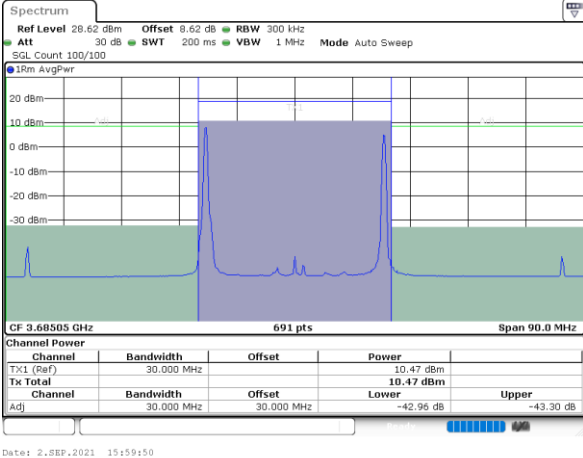 Spectrum
Ref Level 28.62 dBm Offset 8.62 dB RBW 300 kHz
Att 30 dB SWT 200 ms VBW 1 MHz Mode Auto Sweep
SGL Count 100/100
1Rm AvgPwr
20 dBm
TX1
10 dBm
Adj Adj
0 dBm
-10 dBm
-20 dBm
-30 dBm
CF 3.68505 GHz 691 pts Span 90.0 MHz
Channel Power
Channel Bandwidth Offset Power
TX1 (Ref) 30.000 MHz 10.47 dBm
Tx Total 10.47 dBm
Channel Bandwidth Offset Lower Upper
Adj 30.000 MHz 30.000 MHz -42.96 dB -43.30 dB
Ready
Date: 2.SEP.2021 15:59:50